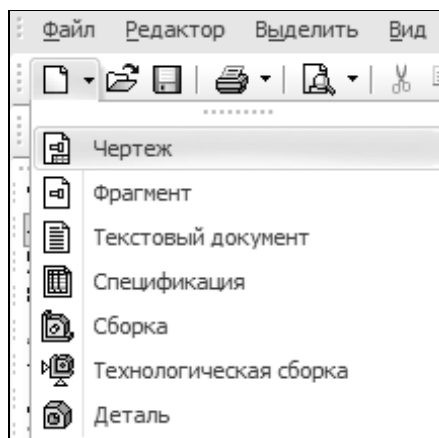 Файл Редактор Выделить Вид
Чертеж
Фрагмент
Текстовый документ
Спецификация
Сборка
Технологическая сборка
Деталь